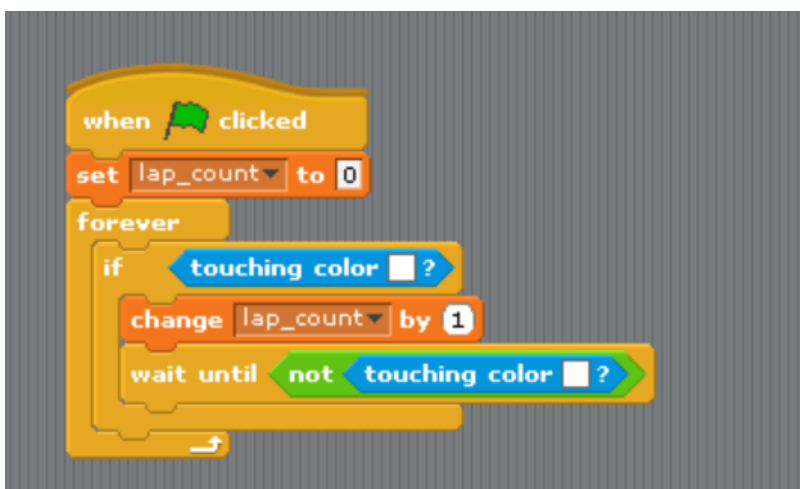 when clicked
set lap_count to 0
forever
if touching color ?
change lap_count by 1
wait until not touching color ?